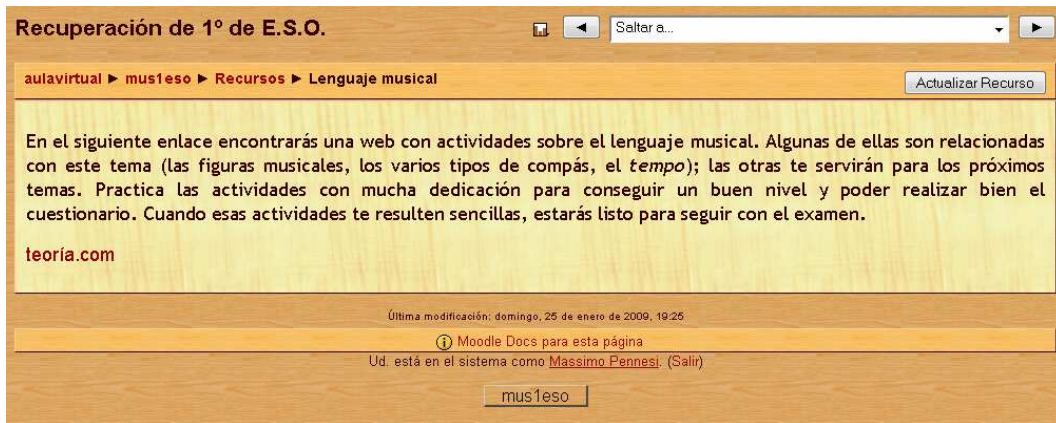 Recuperación de 1º de E.S.O.
Saltar a...
aulavirtual ► mus1eso ► Recursos ► Lenguaje musical
Actualizar Recurso
En el siguiente enlace encontrarás una web con actividades sobre el lenguaje musical. Algunas de ellas son relacionadas
con este tema (las figuras musicales, los varios tipos de compás, el tempo); las otras te servirán para los próximos
temas. Practica las actividades con mucha dedicación para conseguir un buen nivel y poder realizar bien el
cuestionario. Cuando esas actividades te resulten sencillas, estarás listo para seguir con el examen.
teoría.com
Última modificación: domingo, 25 de enero de 2009, 19:25
Moodle Docs para esta página
Ud. está en el sistema como Massimo Pennesi. (Salir)
mus1eso